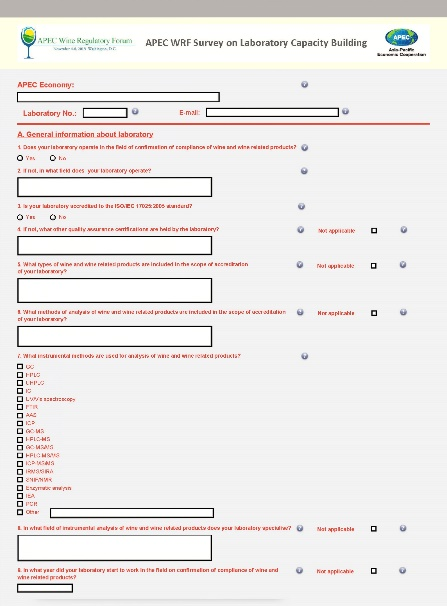 APEC Wine Regulatory Forum
APEC WRF Survey on Laboratory Capacity Building
APEC
Asia-Pacific
Economic Cooperation
APEC Economy:
Laboratory No.:
E-mail:
A. General information about laboratory
1. Does your laboratory operate in the field of confirmation of compliance of wine and wine related products?
Yes
No
2. If not, in what field does your laboratory operate?
3. Is your laboratory accredited to the ISO/IEC 17025:2005 standard?
Yes
No
4. If not, what other quality assurance certifications are held by the laboratory?
Not applicable
5. What types of wine and wine related products are included in the scope of accreditation
of your laboratory?
Not applicable
6. What methods of analysis of wine and wine related products are included in the scope of accreditation
of your laboratory?
Not applicable
7. What instrumental methods are used for analysis of wine and wine related products?
GC
HPLC
UHPLC
IC
UV/Vis spectroscopy
FTIR
AAS
ICP
GC-MS
HPLC-MS
GC-MS/MS
HPLC-MS/MS
ICP-MS/MS
IRMS/SIRA
SNIF/NMR
Enzymatic analysis
PCR
Other
8. In what field of instrumental analysis of wine and wine related products does your laboratory specialise?
Not applicable
9. In what year did your laboratory start to work in the field on confirmation of compliance of wine and
wine related products?
Not applicable